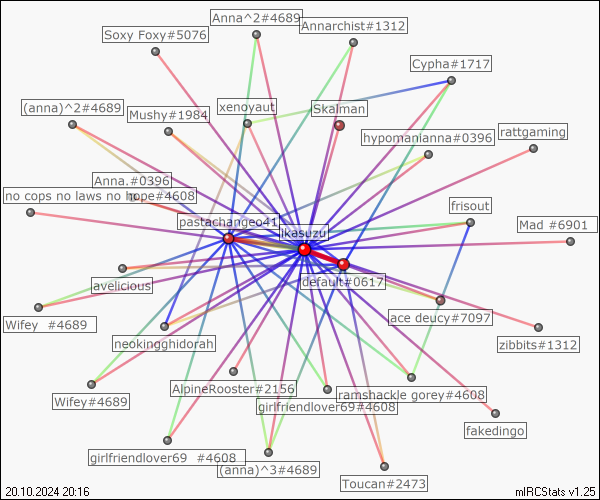 Anna^2#4689
Annarchist#1312
Soxy Foxy#5076
Cypha#1717
(anna)^2#4689
Mushy#1984
xenoyaut
Skalman
hypomanianna#0396
rattgaming
Anna.#0396
no cops no laws no hope#4608
pastachangeo41
ikasuzu
frisout
Mad #6901
avelicious
default#0617
ace deucy#7097
Wifey #4689
neokingghidorah
zibbits#1312
Wifey#4689
AlpineRooster#2156
ramshackle gorey#4608
girlfriendlover69#4608
fakedingo
girlfriendlover69 #4608
(anna)^3#4689
Toucan#2473
20.10.2024 20:16
mIRCStats v1.25